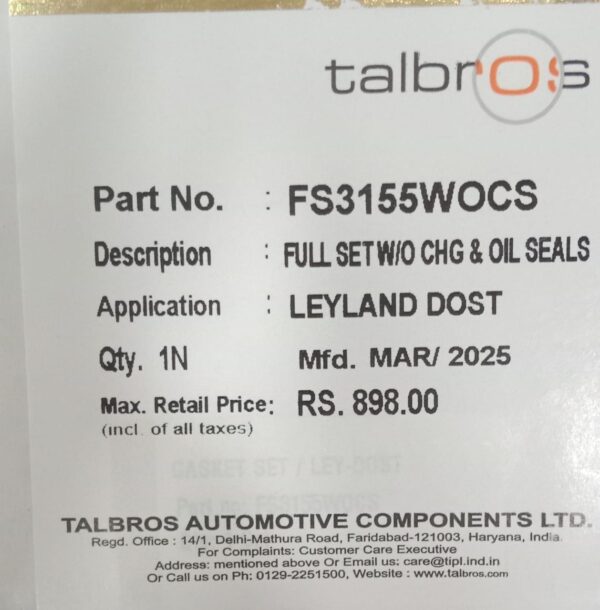 talbros
Part No. : FS3155WOCS
Description : FULL SET W/O CHG & OIL SEALS
Application : LEYLAND DOST
Qty. 1N Mfd. MAR/ 2025
Max. Retail Price: RS. 898.00
(incl. of all taxes)
GASKET SET / LEY-DOST
Part no: FS3155WOCS
TALBROS AUTOMOTIVE COMPONENTS LTD.
Regd. Office : 14/1, Delhi-Mathura Road, Faridabad-121003, Haryana, India.
For Complaints: Customer Care Executive
Address: mentioned above Or Email us: care@tipl.ind.in
Or Call us on Ph: 0129-2251500, Website : www.talbros.com